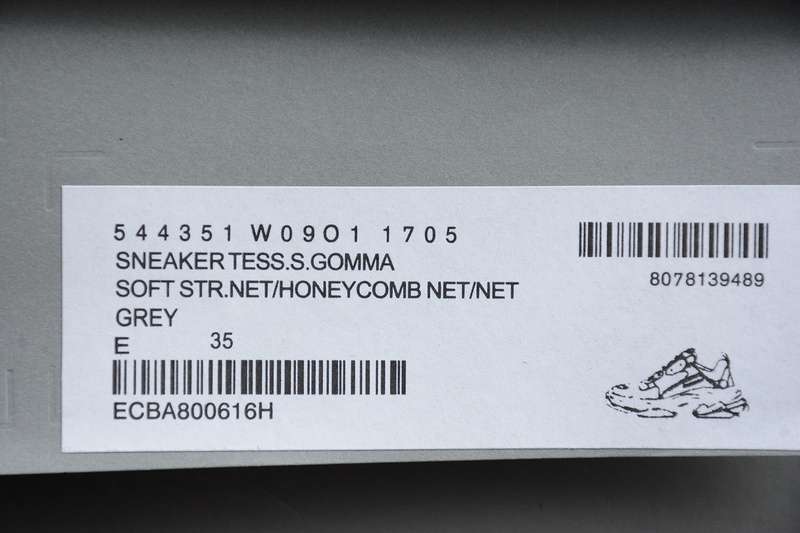 544351 W09O1 1705
SNEAKER TESS.S.GOMMA
SOFT STR.NET/HONEYCOMB NET/NET
GREY
E 35
ECBA800616H
8078139489